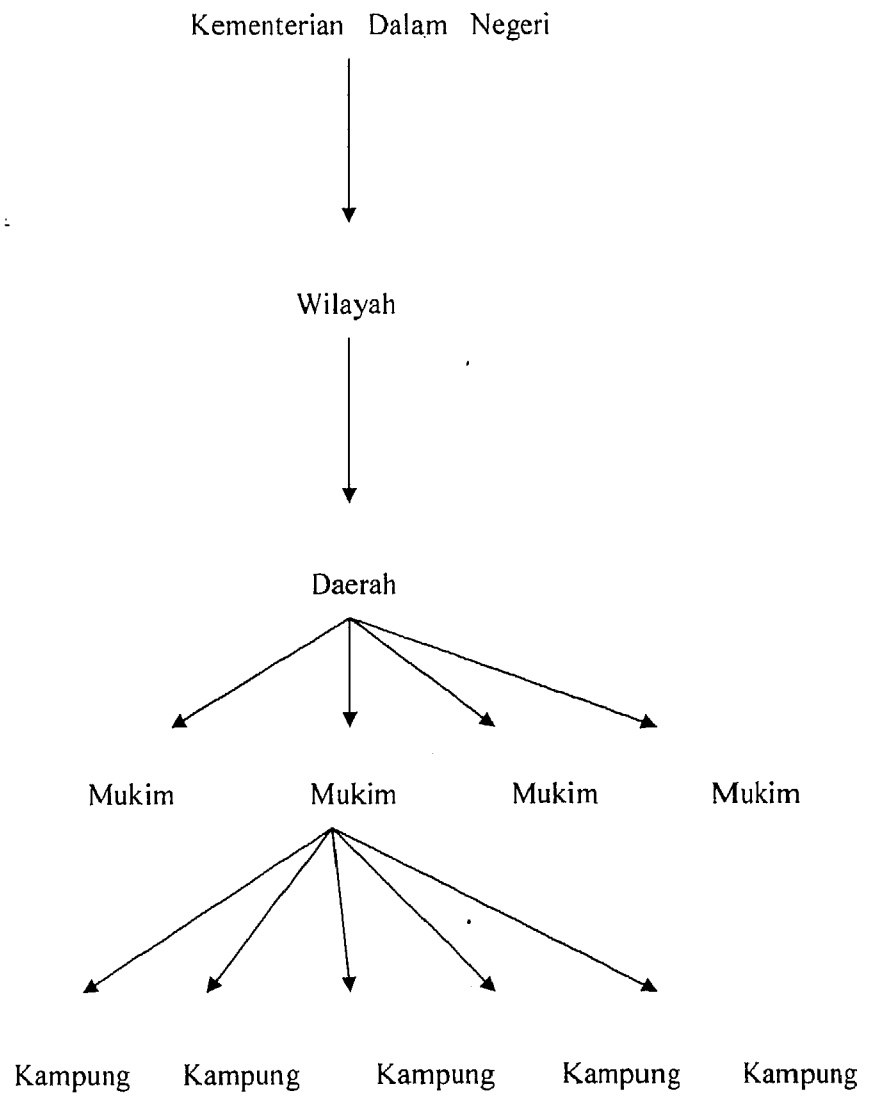 Kementerian Dalam Negeri
Wilayah
Daerah
Mukim Mukim Mukim Mukim
Kampung Kampung Kampung Kampung Kampung